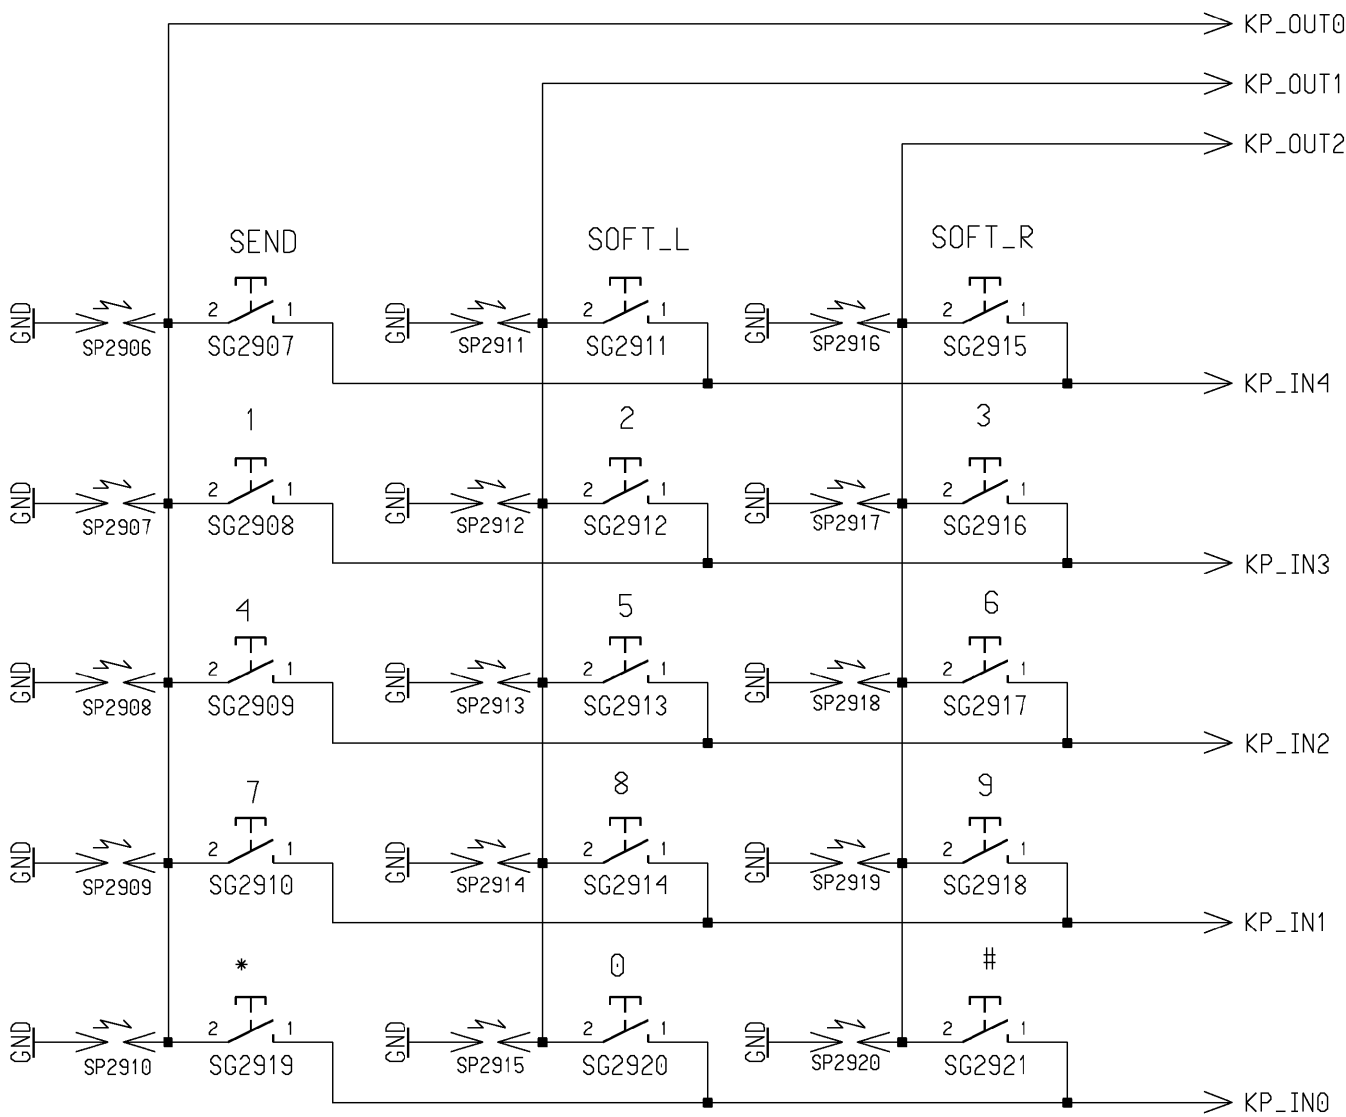 KP_OUT0
KP_OUT1
KP_OUT2
SEND SOFT_L SOFT_R
GND 2 1 GND 2 1 GND 2 1
SP2906 SG2907 SP2911 SG2911 SP2916 SG2915
KP_IN4
1 2 3
GND 2 1 GND 2 1 GND 2 1
SP2907 SG2908 SP2912 SG2912 SP2917 SG2916
KP_IN3
4 5 6
GND 2 1 GND 2 1 GND 2 1
SP2908 SG2909 SP2913 SG2913 SP2918 SG2917
KP_IN2
7 8 9
GND 2 1 GND 2 1 GND 2 1
SP2909 SG2910 SP2914 SG2914 SP2919 SG2918
KP_IN1
* 0 #
GND 2 1 GND 2 1 GND 2 1
SP2910 SG2919 SP2915 SG2920 SP2920 SG2921
KP_IN0